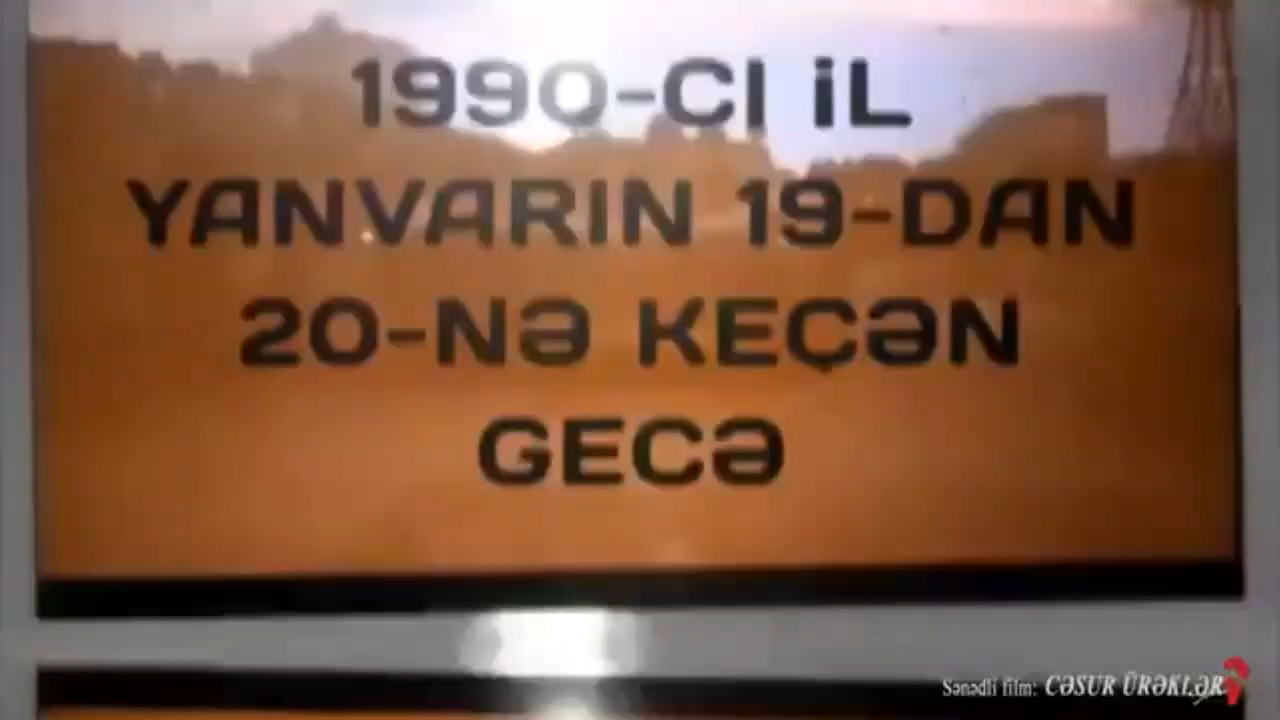 1990-CI İL
YANVARIN 19-DAN
20-NƏ KEÇƏN
GECƏ
Sənədli film: CƏSUR ÜRƏKLƏR